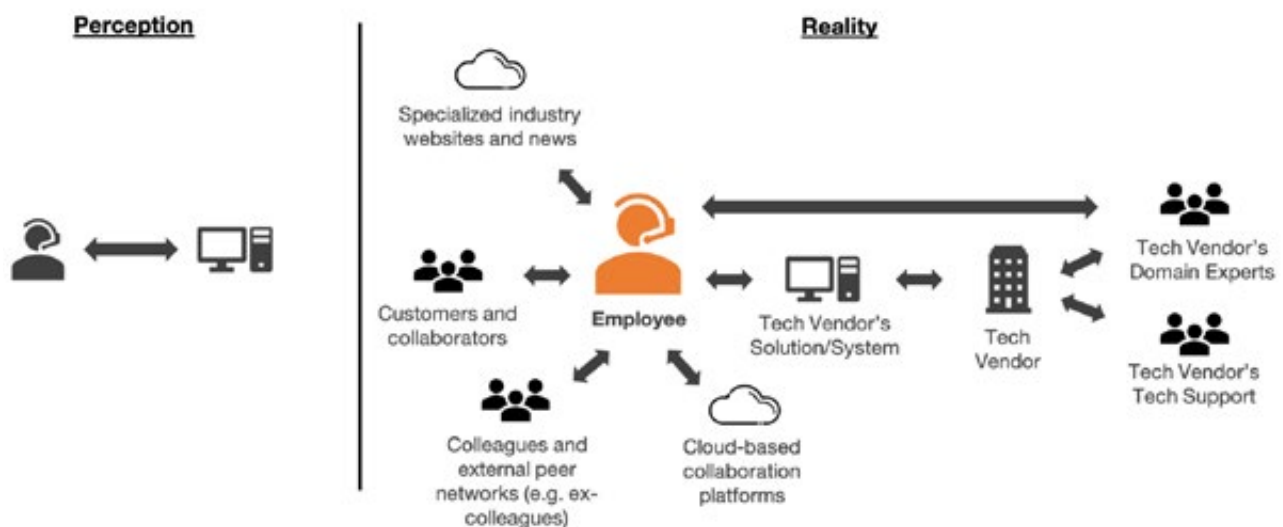 Perception
Reality
Specialized industry
websites and news
Customers and
collaborators
Employee
Tech Vendor's
Solution/System
Tech
Vendor
Tech Vendor's
Domain Experts
Tech Vendor's
Tech Support
Colleagues and
external peer
networks (e.g. ex-
colleagues)
Cloud-based
collaboration
platforms